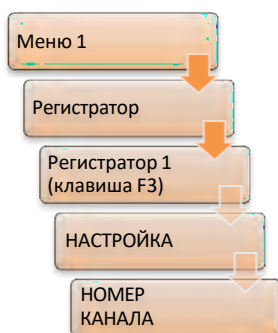 Меню 1
Регистратор
Регистратор 1
(клавиша F3)
НАСТРОЙКА
НОМЕР
КАНАЛА